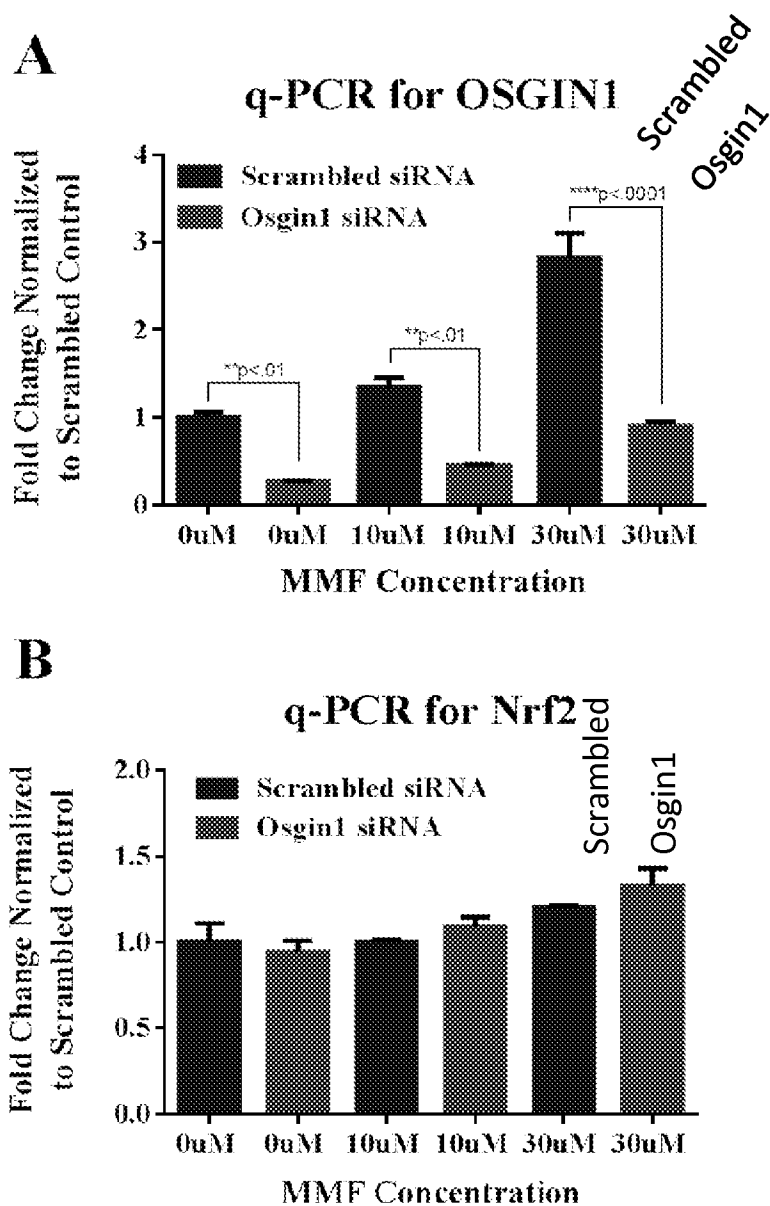 A
Scrambled
Osgin1
q-PCR for OSGIN1
Fold Change Normalized
to Scrambled Control
4
3
2
1
0
Scrambled siRNA
Osgin1 siRNA
**p<.01
**p<.01
****p<.0001
0uM 0uM 10uM 10uM 30uM 30uM
MMF Concentration
B
q-PCR for Nrf2
Scrambled
Osgin1
Fold Change Normalized
to Scrambled Control
2.0
1.5
1.0
0.5
0.0
Scrambled siRNA
Osgin1 siRNA
0uM 0uM 10uM 10uM 30uM 30uM
MMF Concentration